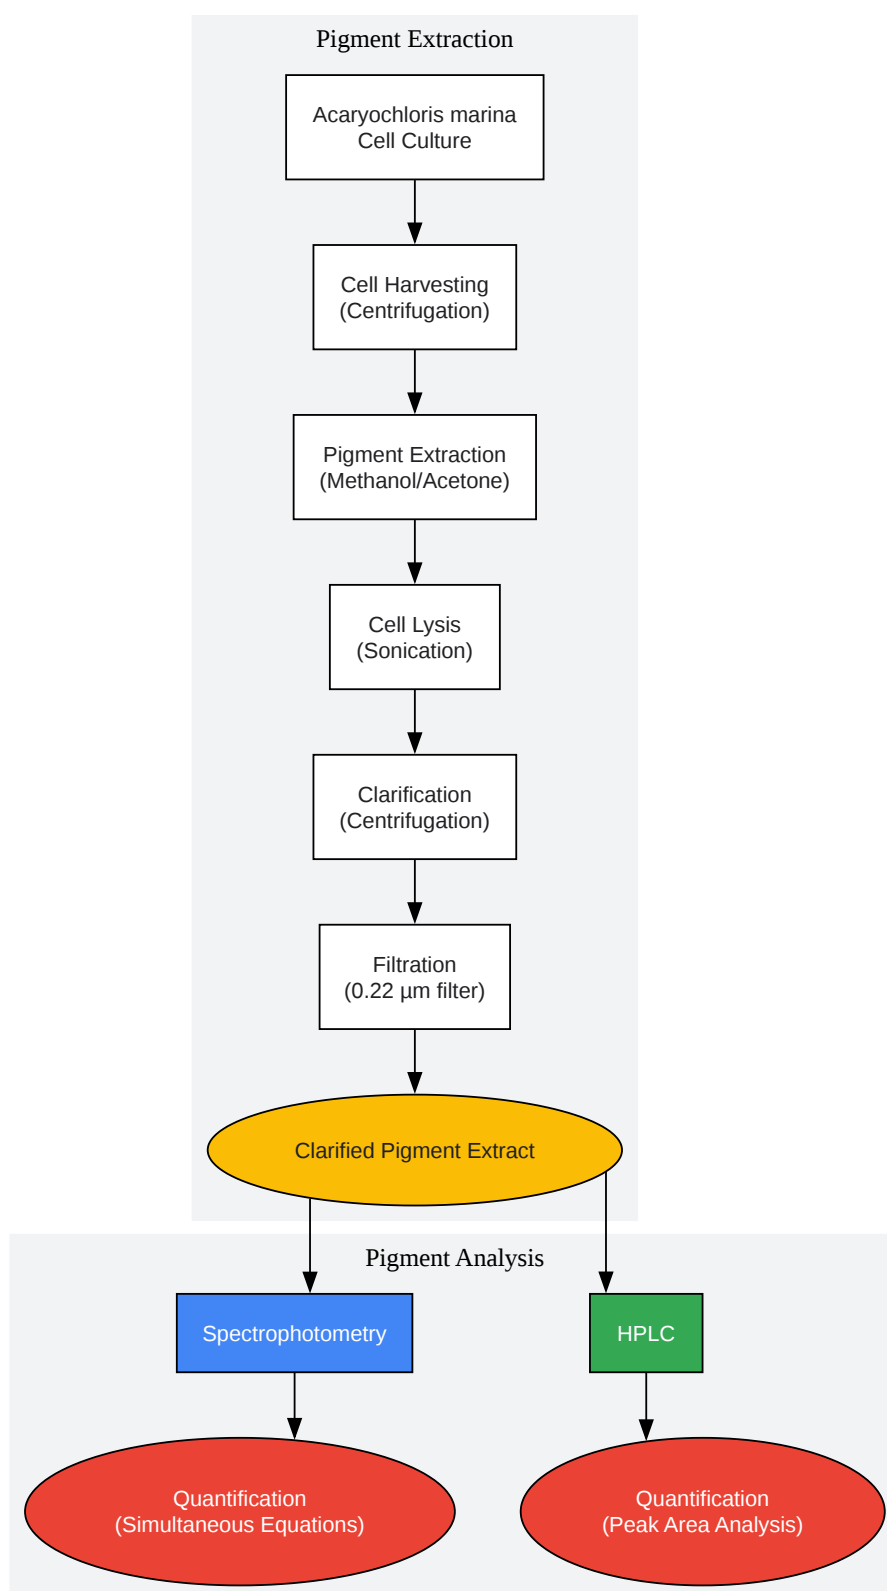 Pigment Extraction
Acaryochloris marina
Cell Culture
Cell Harvesting
(Centrifugation)
Pigment Extraction
(Methanol/Acetone)
Cell Lysis
(Sonication)
Clarification
(Centrifugation)
Filtration
(0.22 µm filter)
Clarified Pigment Extract
Pigment Analysis
Spectrophotometry
HPLC
Quantification
(Simultaneous Equations)
Quantification
(Peak Area Analysis)